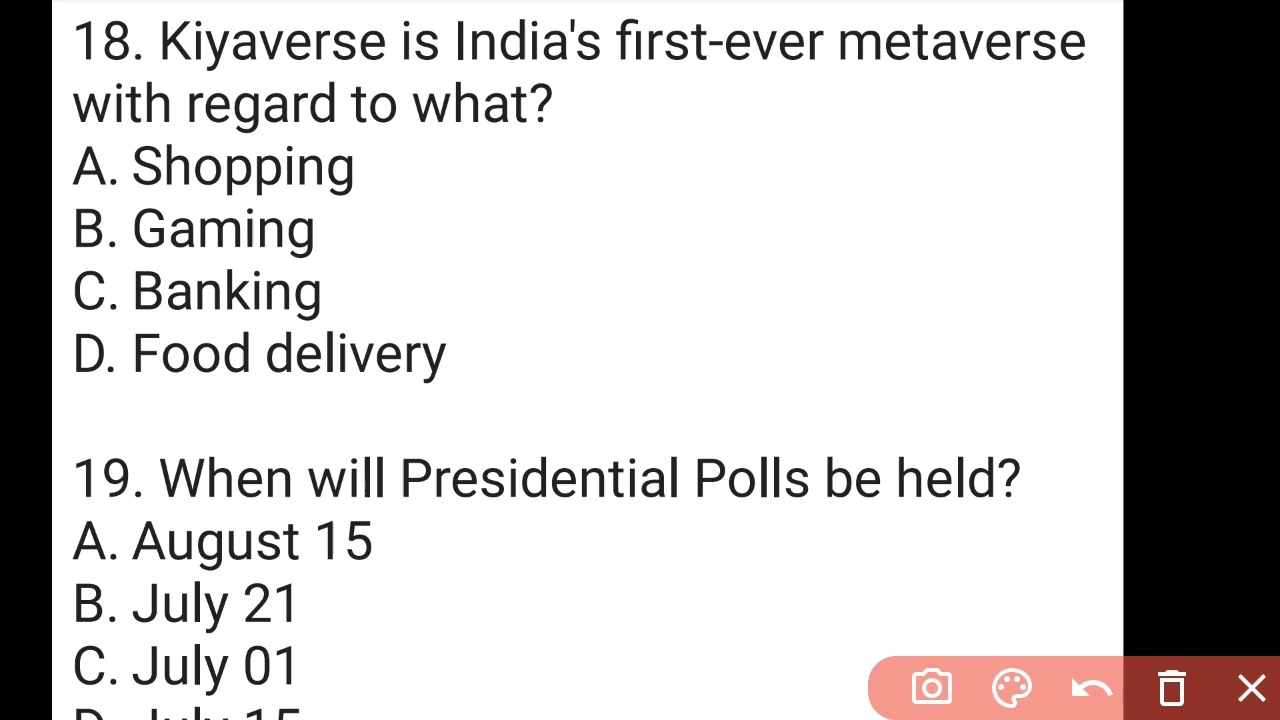 18. Kiyaverse is India's first-ever metaverse
with regard to what?
A. Shopping
B. Gaming
C. Banking
D. Food delivery
19. When will Presidential Polls be held?
A. August 15
B. July 21
C. July 01
D. July 15